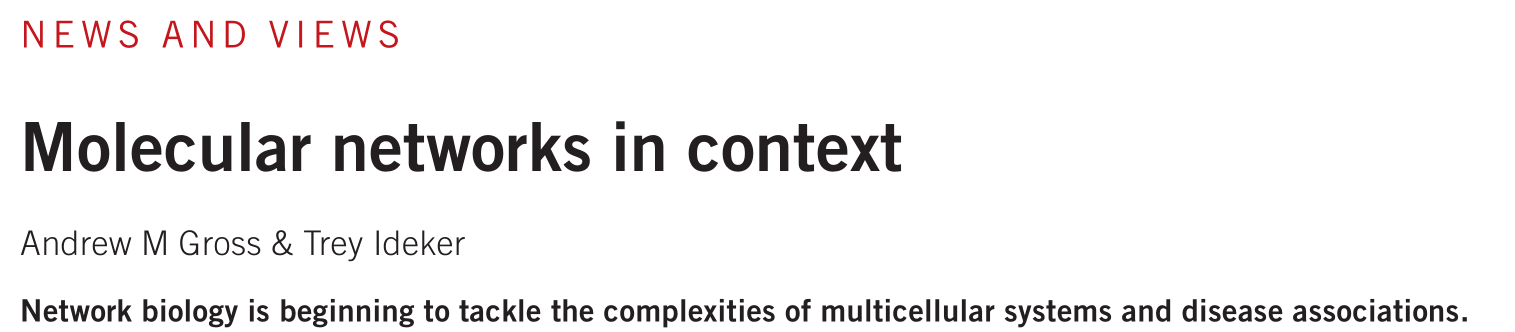 NEWS AND VIEWS
Molecular networks in context
Andrew M Gross & Trey Ideker
Network biology is beginning to tackle the complexities of multicellular systems and disease associations.